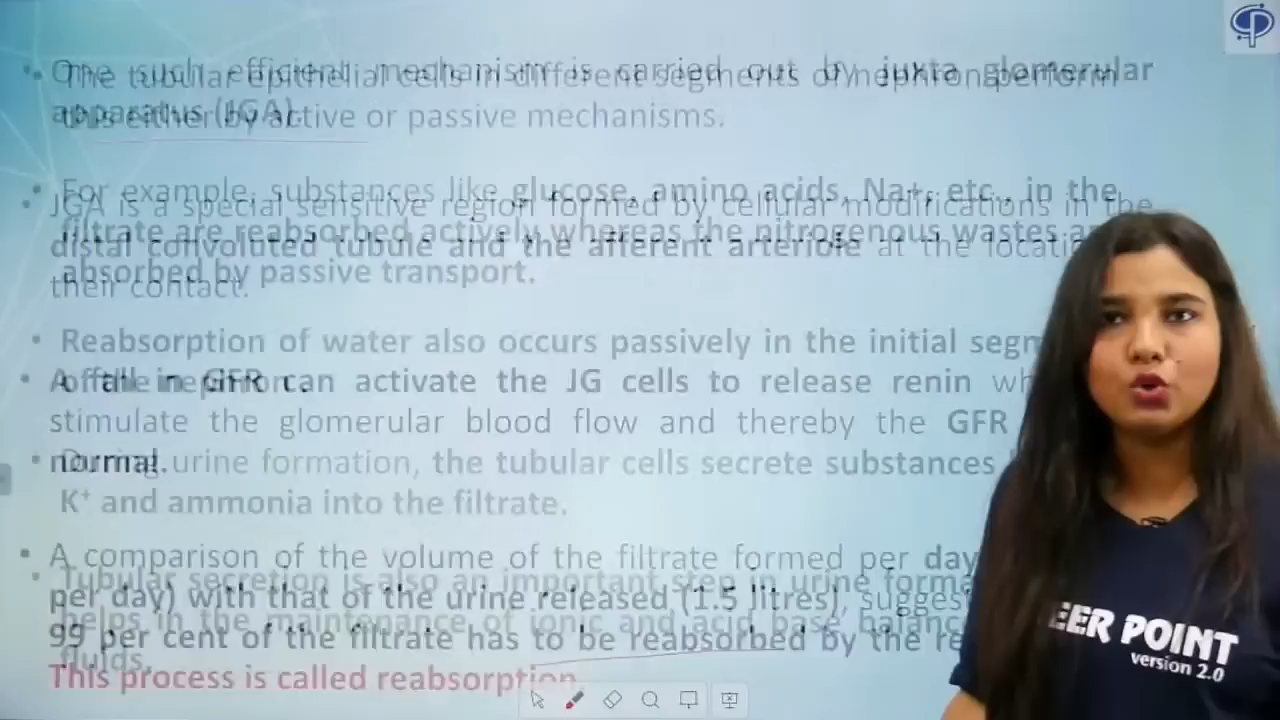 One such efficient mechanism is carried out by juxta glomerular
apparatus (JGA).
JGA is a special sensitive region formed by cellular modifications in the
distal convoluted tubule and the afferent arteriole at the
their contact.
A fall in GFR can activate the JG cells to release renin
stimulate the glomerular blood flow and thereby the GFR
normal.
A comparison of the volume of the filtrate formed per day
per day) with that of the urine released (1.5 litres),
99 per cent of the filtrate has to be reabsorbed by the
This process is called reabsorption
The tubular epithelial cells in different segments of nephron perform
this either by active or passive mechanisms.
For example, substances like glucose, amino acids, Na+, etc., in the
filtrate are reabsorbed actively whereas the nitrogenous wastes
absorbed by passive transport.
Reabsorption of water also occurs passively in the initial
of the nephron.
During urine formation, the tubular cells secrete substances
K⁺ and ammonia into the filtrate.
Tubular secretion is also an important step in urine
helps in the maintenance of ionic and acid base
fluids.
EER POINT
version 2.0